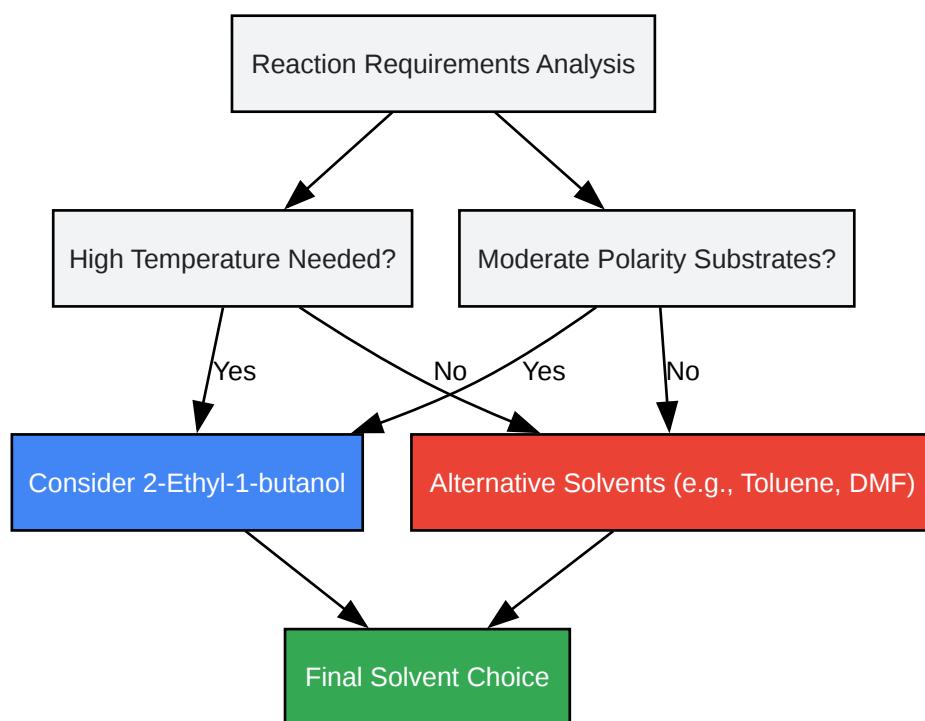 Reaction Requirements Analysis
High Temperature Needed?
Moderate Polarity Substrates?
Yes
No
Yes
No
Consider 2-Ethyl-1-butanol
Alternative Solvents (e.g., Toluene, DMF)
Final Solvent Choice